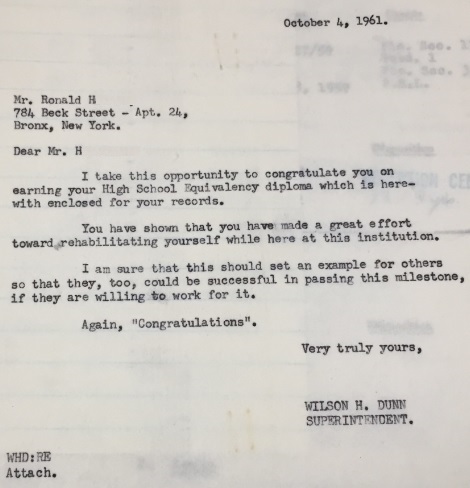 October 4, 1961.
Mr. Ronald H
784 Beck Street - Apt. 24,
Bronx, New York.
Dear Mr. H
I take this opportunity to congratulate you on
earning your High School Equivalency diploma which is here-
with enclosed for your records.
You have shown that you have made a great effort
toward rehabilitating yourself while here at this institution.
I am sure that this should set an example for others
so that they, too, could be successful in passing this milestone,
if they are willing to work for it.
Again, "Congratulations".
Very truly yours,
WILSON H. DUNN
SUPERINTENDENT.
WHD:RE
Attach.